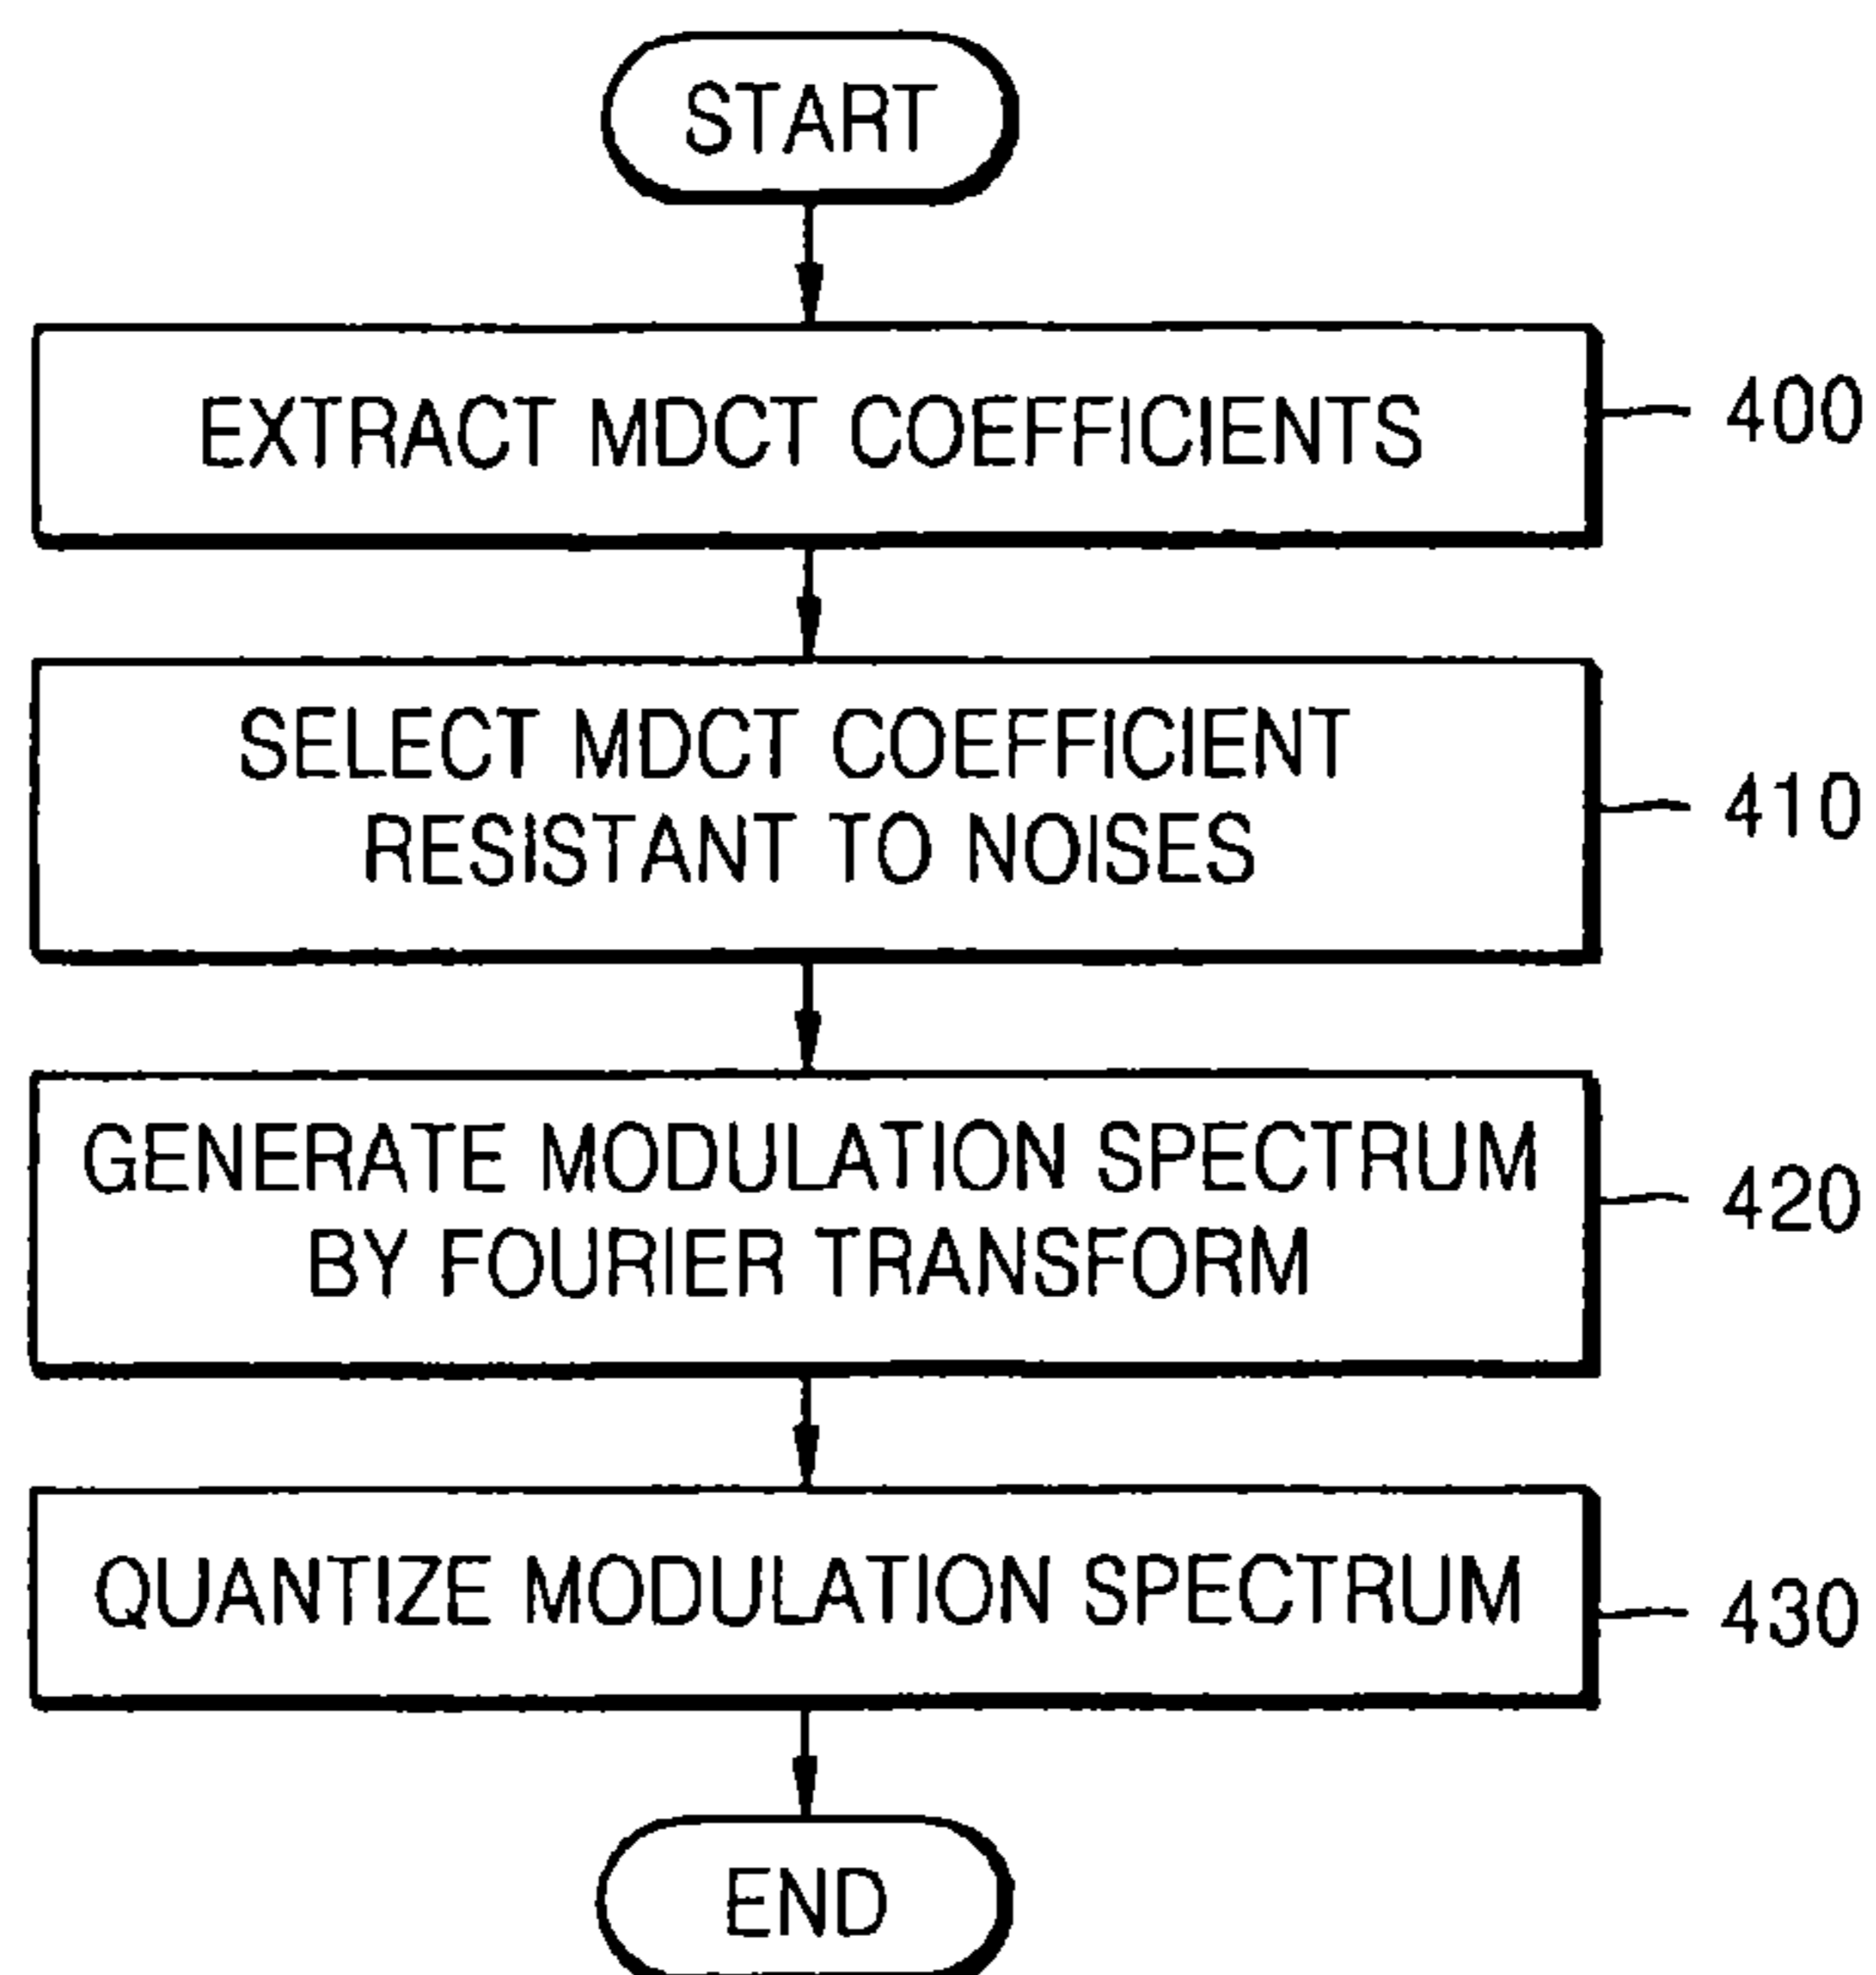 START
EXTRACT MDCT COEFFICIENTS
400
SELECT MDCT COEFFICIENT
RESISTANT TO NOISES
410
GENERATE MODULATION SPECTRUM
BY FOURIER TRANSFORM
420
QUANTIZE MODULATION SPECTRUM
430
END